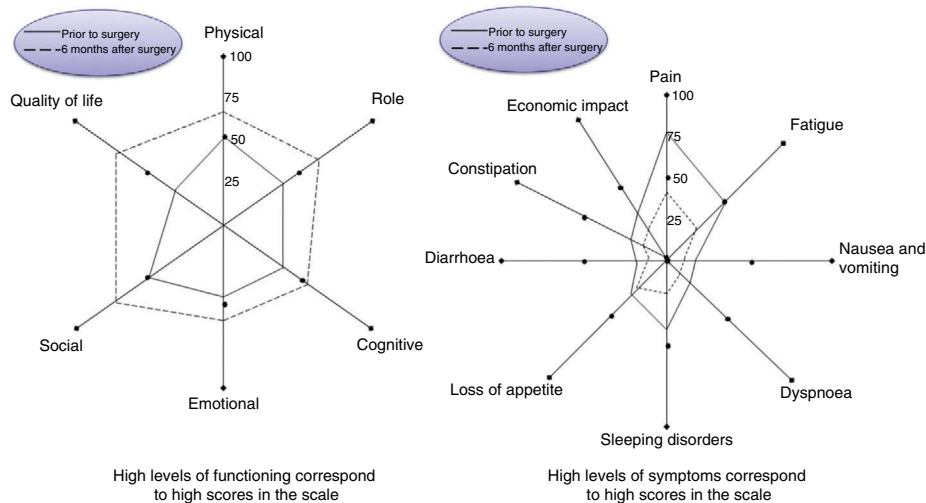 Prior to surgery
6 months after surgery
Physical
100
75
50
25
Quality of life
Role
Social
Cognitive
Emotional
High levels of functioning correspond
to high scores in the scale
Prior to surgery
6 months after surgery
Pain
100
75
50
25
Economic impact
Fatigue
Constipation
Diarrhoea
Nausea and
vomiting
Loss of appetite
Dyspnoea
Sleeping disorders
High levels of symptoms correspond
to high scores in the scale